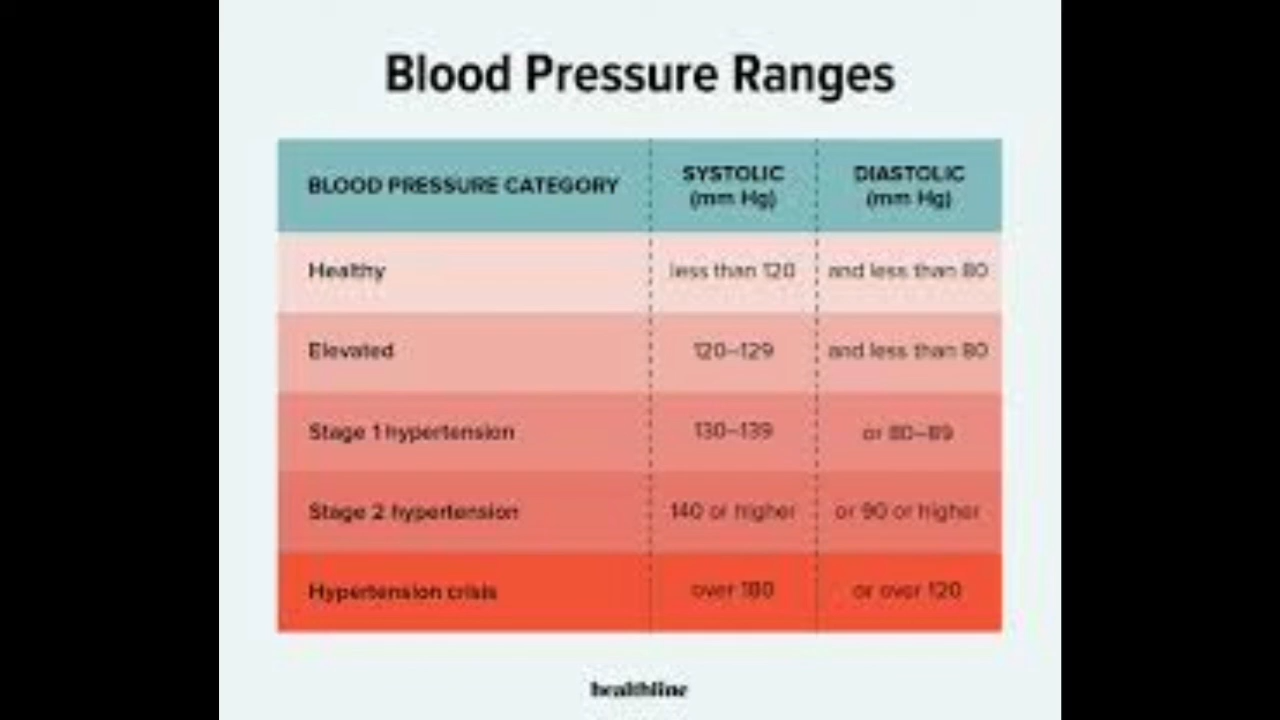 Blood Pressure Ranges
BLOOD PRESSURE CATEGORY
SYSTOLIC
(mm Hg)
DIASTOLIC
(mm Hg)
Healthy
less than 120
and less than 80
Elevated
120–129
and less than 80
Stage 1 hypertension
130–139
or 80–89
Stage 2 hypertension
140 or higher
or 90 or higher
Hypertension crisis
over 180
or over 120
healthline